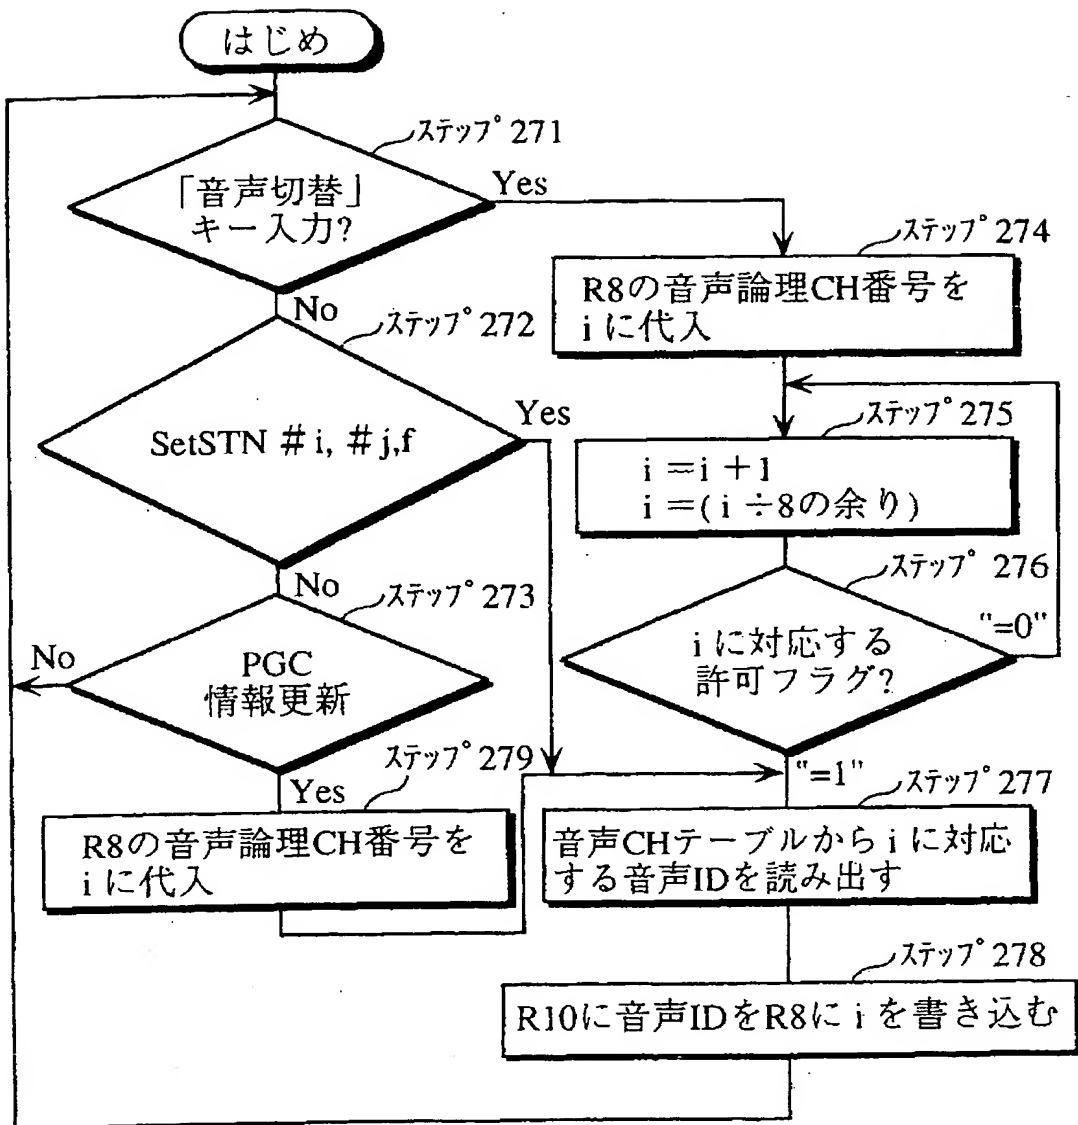 はじめ
ステップ271
「音声切替」
キー入力?
Yes
No
ステップ274
R8の音声論理CH番号を
iに代入
ステップ272
SetSTN #i, #j,f
Yes
No
ステップ275
i=i+1
i=(i÷8の余り)
ステップ273
PGC
情報更新
No
Yes
ステップ276
iに対応する
許可フラグ?
"=0"
"=1"
ステップ279
R8の音声論理CH番号を
iに代入
ステップ277
音声CHテーブルからiに対応
する音声IDを読み出す
ステップ278
R10に音声IDをR8にiを書き込む